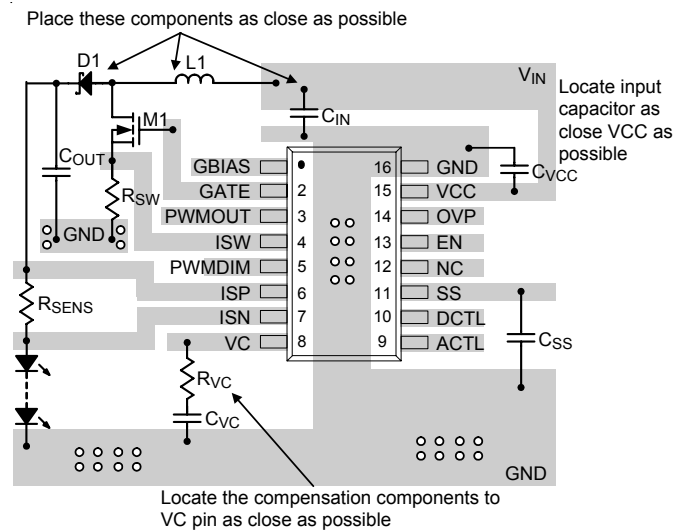 Place these components as close as possible
D1
L1
VIN
CIN
Locate input
capacitor as
close VCC as
possible
M1
COUT
RSW
CVCC
GND
GBIAS
GATE
2
PWMOUT
3
ISW
4
PWMDIM
5
ISP
6
ISN
7
VC
8
16
GND
15
VCC
14
OVP
13
EN
12
NC
11
SS
10
DCTL
9
ACTL
RSENS
CSS
RVC
CVC
GND
Locate the compensation components to
VC pin as close as possible